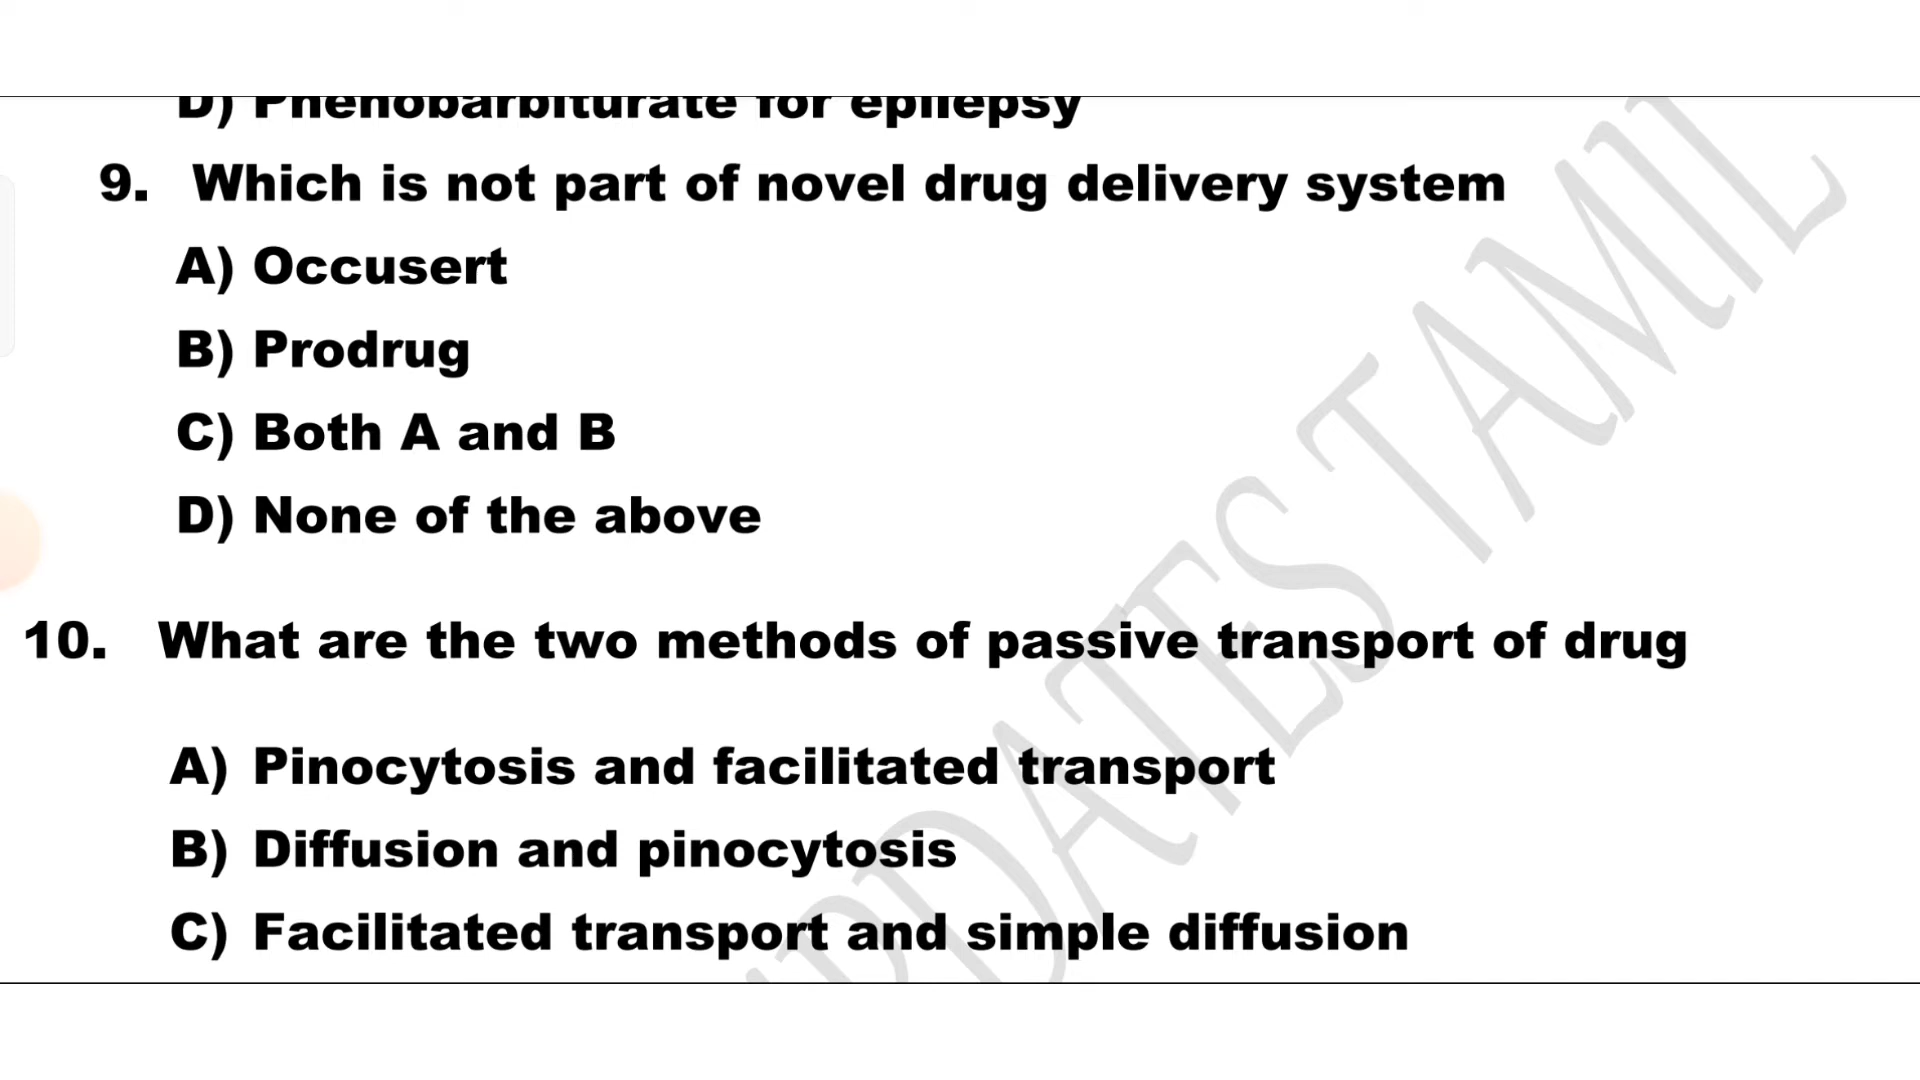 D) Phenobarbiturate for epilepsy
9. Which is not part of novel drug delivery system
A) Occusert
B) Prodrug
C) Both A and B
D) None of the above
10. What are the two methods of passive transport of drug
A) Pinocytosis and facilitated transport
B) Diffusion and pinocytosis
C) Facilitated transport and simple diffusion
UPDATES TAMIL